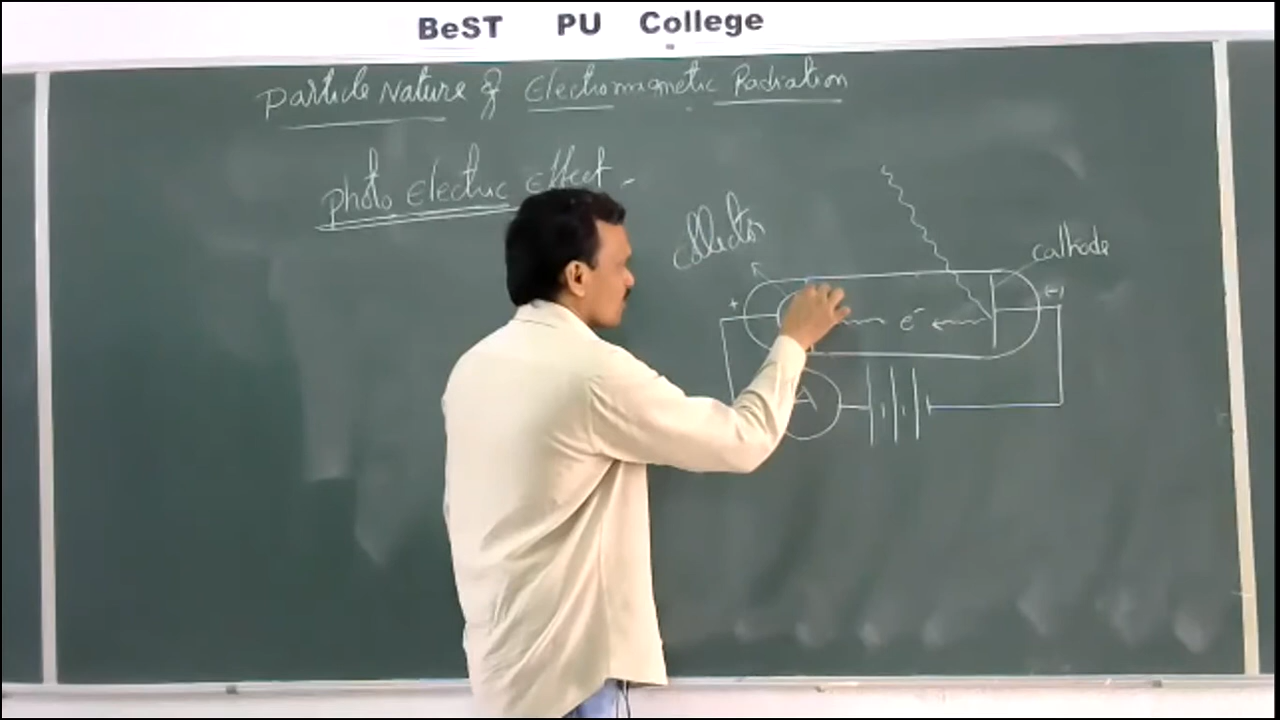 BeST PU College
Particle Nature of Electromagnetic Radiation
Photo Electric Effect -
collector
cathode
+
(-)
e-
A